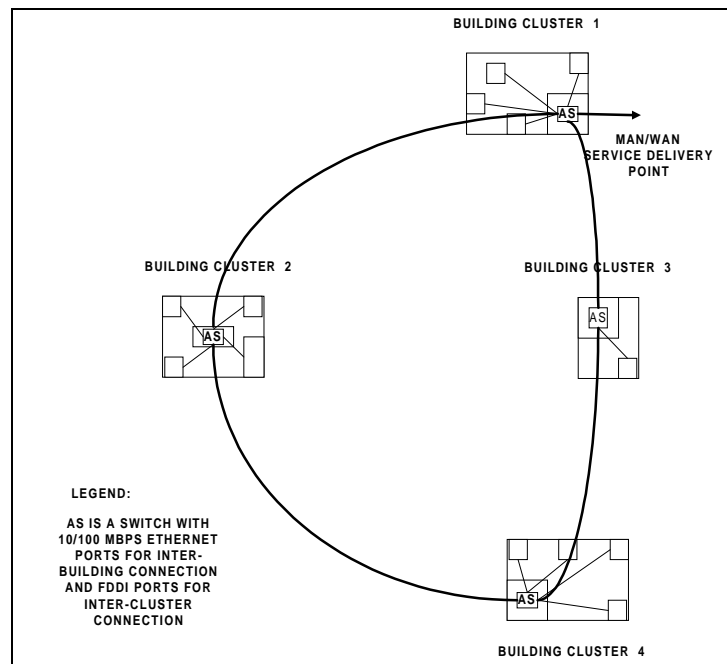 BUILDING CLUSTER 1
AS
MAN/WAN
SERVICE DELIVERY
POINT
BUILDING CLUSTER 2
BUILDING CLUSTER 3
AS
AS
LEGEND:
AS IS A SWITCH WITH
10/100 MBPS ETHERNET
PORTS FOR INTER-
BUILDING CONNECTION
AND FDDI PORTS FOR
INTER-CLUSTER
CONNECTION
AS
BUILDING CLUSTER 4